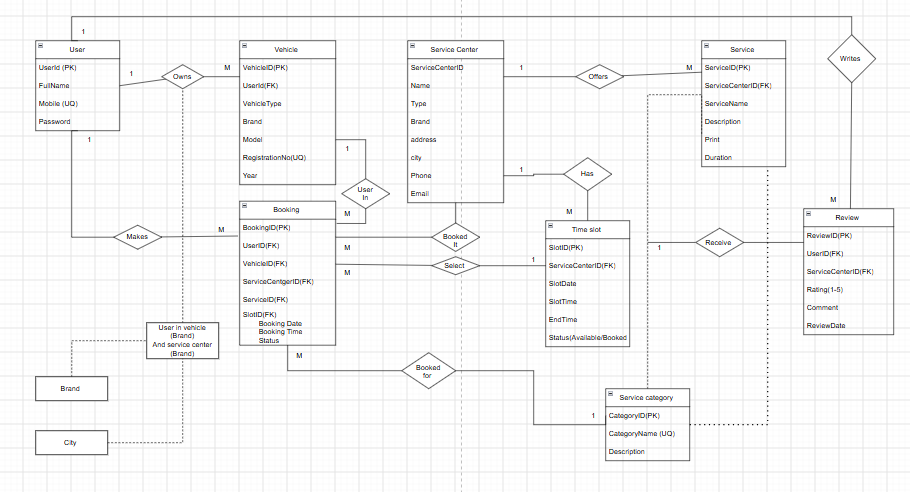 1
User
UserId (PK)
FullName
Mobile (UQ)
Password
1
Owns
M
Vehicle
VehicleID(PK)
UserId(FK)
VehicleType
Brand
Model
RegistrationNo(UQ)
Year
Service Center
ServiceCenterID
Name
Type
Brand
address
city
Phone
Email
1
Offers
M
Service
ServiceID(PK)
ServiceCenterID(FK)
ServiceName
Description
Print
Duration
Writes
1
1
User
In
M
1
Has
M
Makes
M
Booking
BookingID(PK)
UserID(FK)
VehicleID(FK)
ServiceCentgerID(FK)
ServiceID(FK)
SlotID(FK)
Booking Date
Booking Time
Status
M
Booked
It
M
Select
1
Time slot
SlotID(PK)
ServiceCenterID(FK)
SlotDate
SlotTime
EndTime
Status(Available/Booked
1
Receive
M
Review
ReviewID(PK)
UserID(FK)
ServiceCenterID(FK)
Rating(1-5)
Comment
ReviewDate
User in vehicle
(Brand)
And service center
(Brand)
M
Booked
for
1
Brand
City
Service category
CategoryID(PK)
CategoryName (UQ)
Description